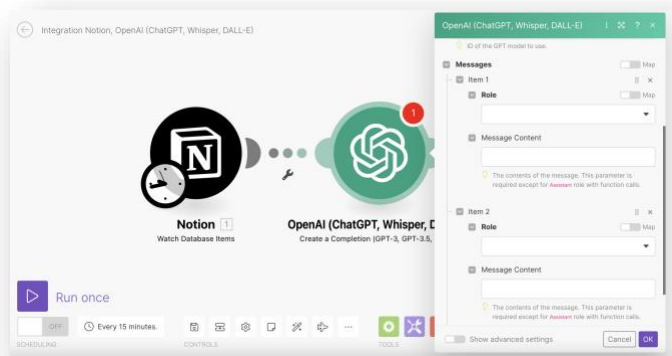 Integration Notion, OpenAI (ChatGPT, Whisper, DALL-E)
N
Notion 1
Watch Database Items
1
OpenAI (ChatGPT, Whisper, D
Create a Completion (GPT-3, GPT-3.5,
Run once
OFF
Every 15 minutes.
SCHEDULING
CONTROLS
TOOLS
OpenAI (ChatGPT, Whisper, DALL-E)
ID of the GPT model to use.
Messages
Map
Item 1
Role
Map
Message Content
The contents of the message. This parameter is
required except for Assistant role with function calls.
Item 2
Role
Map
Message Content
The contents of the message. This parameter is
required except for Assistant role with function calls.
Show advanced settings
Cancel
OK